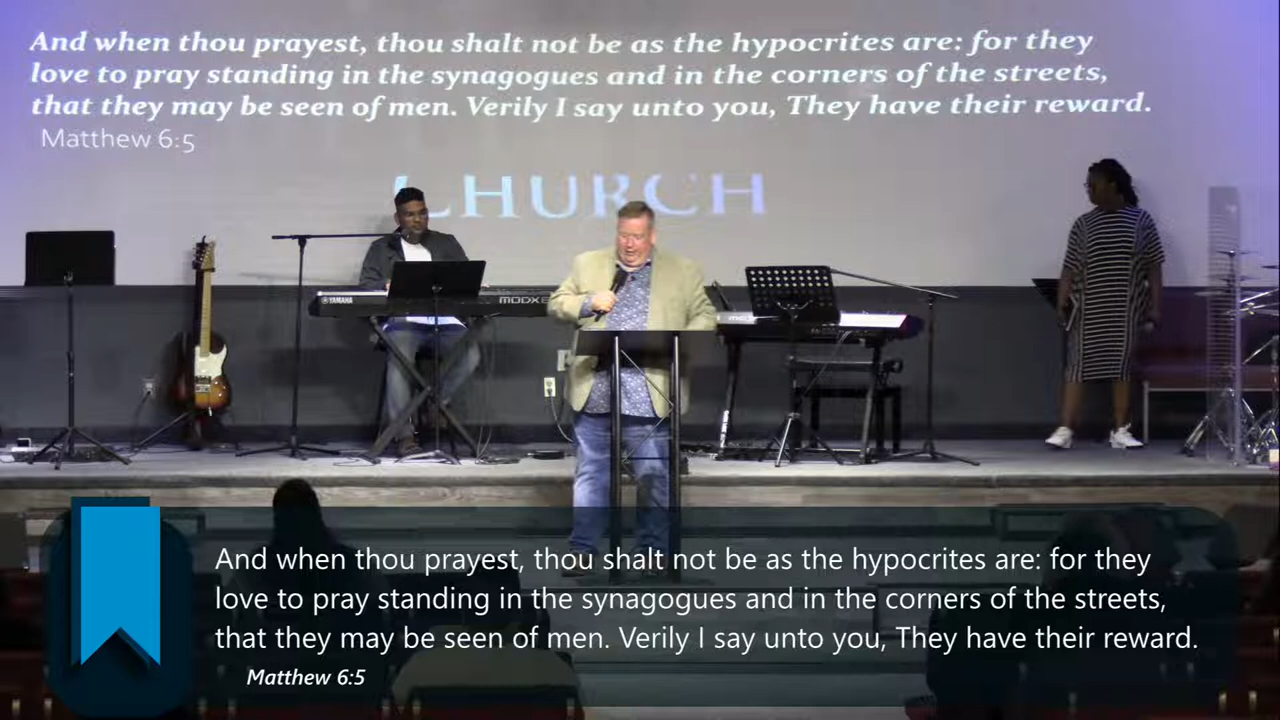 And when thou prayest, thou shalt not be as the hypocrites are: for they
love to pray standing in the synagogues and in the corners of the streets,
that they may be seen of men. Verily I say unto you, They have their reward.
Matthew 6:5
CHURCH
YAMAHA
MODX8
And when thou prayest, thou shalt not be as the hypocrites are: for they
love to pray standing in the synagogues and in the corners of the streets,
that they may be seen of men. Verily I say unto you, They have their reward.
Matthew 6:5